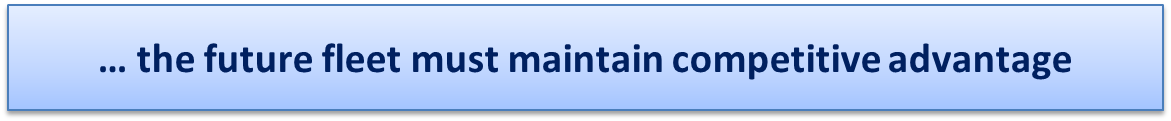 … the future fleet must maintain competitive advantage